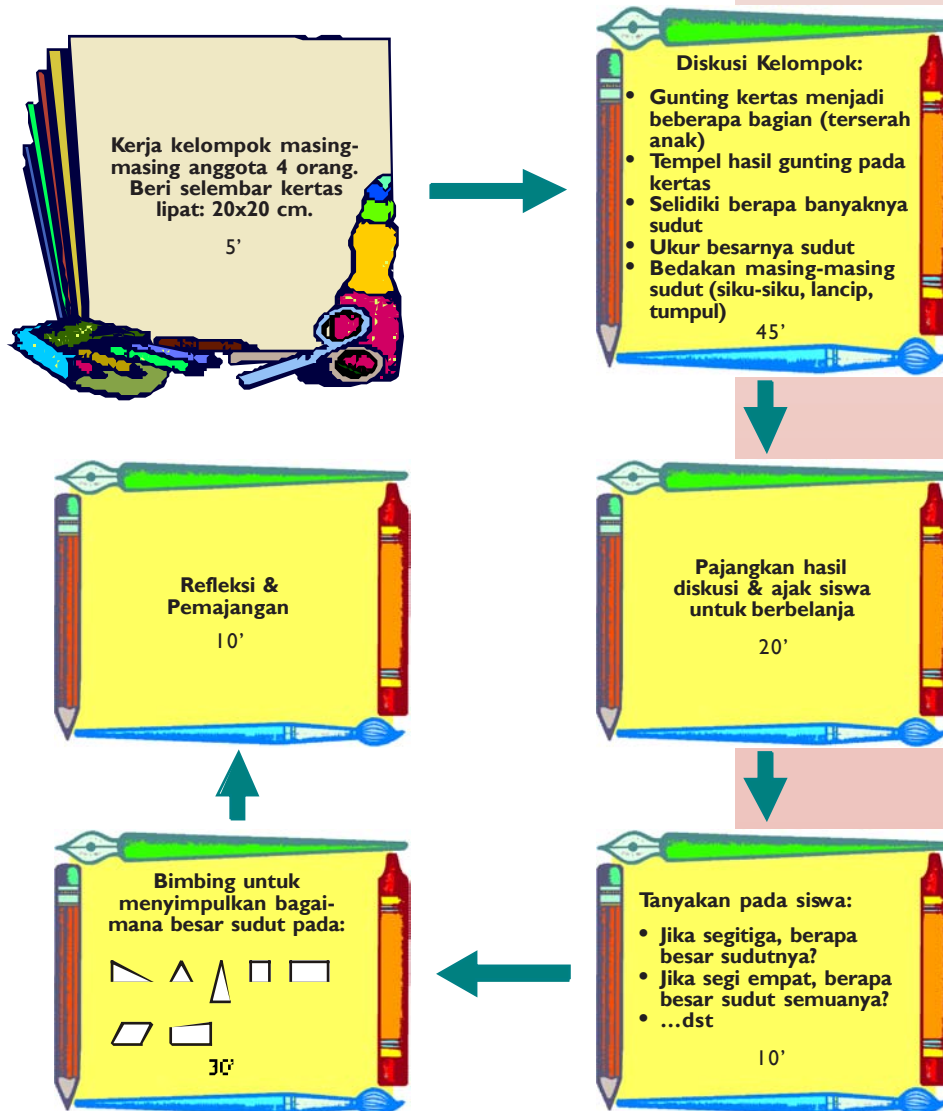 Kerja kelompok masing-
masing anggota 4 orang.
Beri selembar kertas
lipat: 20x20 cm.
5’
Diskusi Kelompok:
• Gunting kertas menjadi
beberapa bagian (terserah
anak)
• Tempel hasil gunting pada
kertas
• Selidiki berapa banyaknya
sudut
• Ukur besarnya sudut
• Bedakan masing-masing
sudut (siku-siku, lancip,
tumpul)
45’
Pajangkan hasil
diskusi & ajak siswa
untuk berbelanja
20’
Tanyakan pada siswa:
• Jika segitiga, berapa
besar sudutnya?
• Jika segi empat, berapa
besar sudut semuanya?
• ...dst
10’
Bimbing untuk
menyimpulkan bagai-
mana besar sudut pada:
30’
Refleksi &
Pemajangan
10’